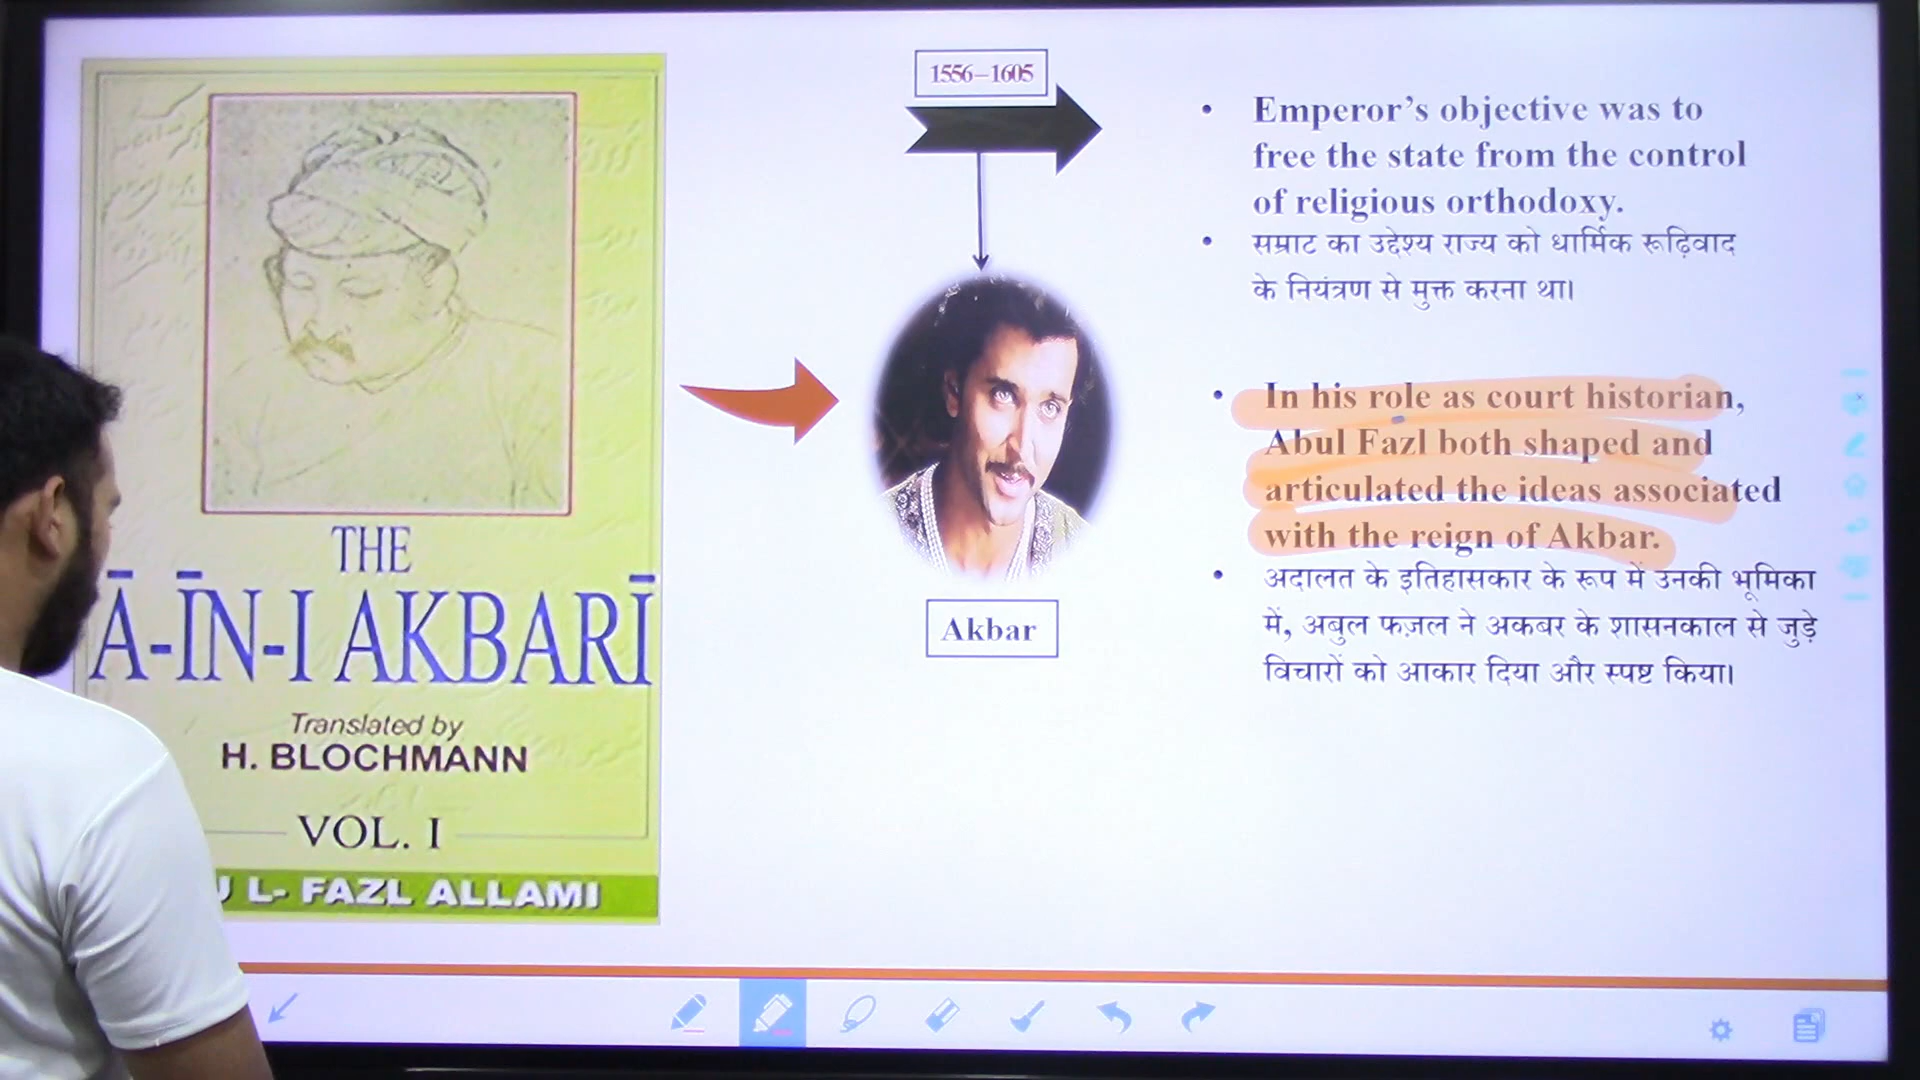 THE
Ā-ĪN-I AKBARĪ
Translated by
H. BLOCHMANN
VOL. I
L- FAZL ALLAMI
1556–1605
Akbar
• Emperor’s objective was to
free the state from the control
of religious orthodoxy.
• सम्राट का उद्देश्य राज्य को धार्मिक रूढ़िवाद
के नियंत्रण से मुक्त करना था।
• In his role as court historian,
Abul Fazl both shaped and
articulated the ideas associated
with the reign of Akbar.
• अदालत के इतिहासकार के रूप में उनकी भूमिका
में, अबुल फज़ल ने अकबर के शासनकाल से जुड़े
विचारों को आकार दिया और स्पष्ट किया।